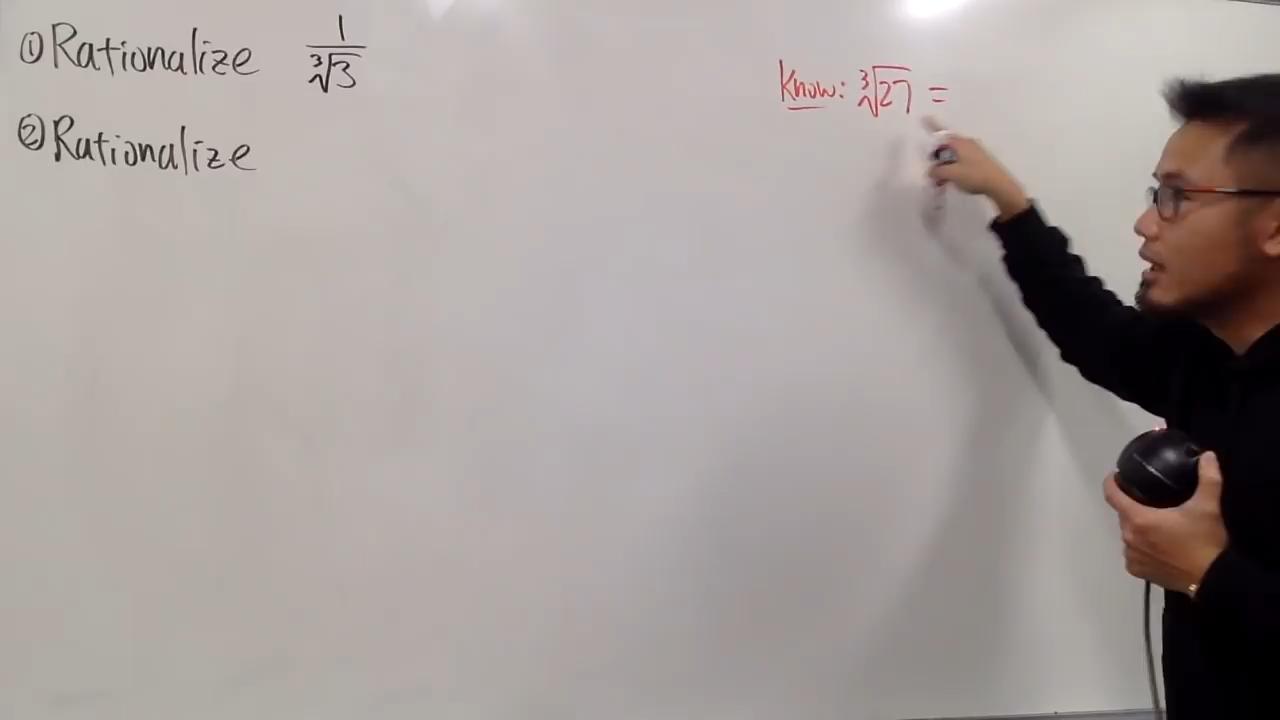 ① Rationalize 1/∛3
② Rationalize
Know: ∛27 =